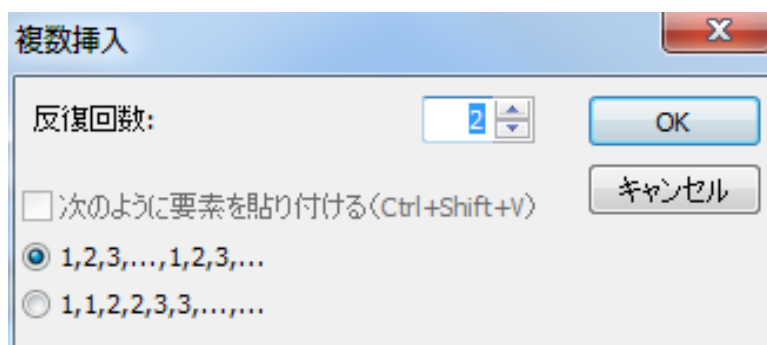 複数挿入
反復回数: 2
OK
キャンセル
次のように要素を貼り付ける(Ctrl+Shift+V)
1,2,3,...,1,2,3,...
1,1,2,2,3,3,...,...